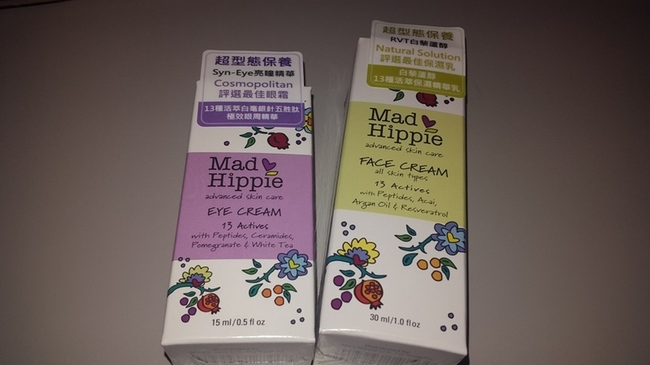 超型態保養
Syn-Eye亮瞳精華
Cosmopolitan
評選最佳眼霜
13種活萃白毒眼針五胜肽
極效眼周精華
Mad
Hippie
advanced skin care
EYE CREAM
13 Actives
with Peptides, Ceramides,
Pomegranate & White Tea
15 ml/0.5 fl oz
超型態保養
RVT白藜蘆醇
Natural Solution
評選最佳保濕乳
白藜蘆醇
13種活萃保濕精華乳
Mad
Hippie
advanced skin care
FACE CREAM
all skin types
13 Actives
with Peptides, Acai,
Argan Oil & Resveratrol
30 ml/1.0 fl oz